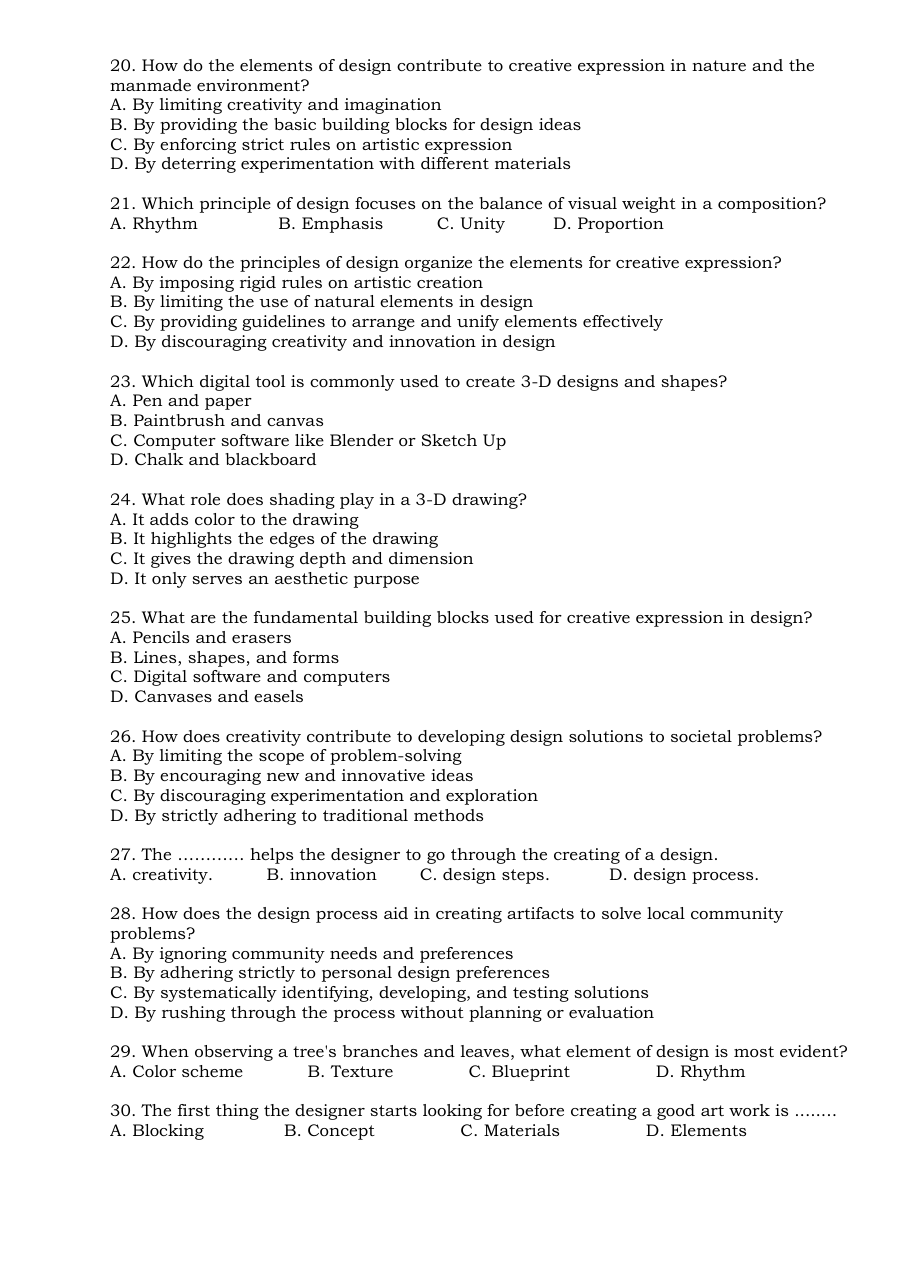 20. How do the elements of design contribute to creative expression in nature and the
manmade environment?
A. By limiting creativity and imagination
B. By providing the basic building blocks for design ideas
C. By enforcing strict rules on artistic expression
D. By deterring experimentation with different materials
21. Which principle of design focuses on the balance of visual weight in a composition?
A. Rhythm B. Emphasis C. Unity D. Proportion
22. How do the principles of design organize the elements for creative expression?
A. By imposing rigid rules on artistic creation
B. By limiting the use of natural elements in design
C. By providing guidelines to arrange and unify elements effectively
D. By discouraging creativity and innovation in design
23. Which digital tool is commonly used to create 3-D designs and shapes?
A. Pen and paper
B. Paintbrush and canvas
C. Computer software like Blender or Sketch Up
D. Chalk and blackboard
24. What role does shading play in a 3-D drawing?
A. It adds color to the drawing
B. It highlights the edges of the drawing
C. It gives the drawing depth and dimension
D. It only serves an aesthetic purpose
25. What are the fundamental building blocks used for creative expression in design?
A. Pencils and erasers
B. Lines, shapes, and forms
C. Digital software and computers
D. Canvases and easels
26. How does creativity contribute to developing design solutions to societal problems?
A. By limiting the scope of problem-solving
B. By encouraging new and innovative ideas
C. By discouraging experimentation and exploration
D. By strictly adhering to traditional methods
27. The ………… helps the designer to go through the creating of a design.
A. creativity. B. innovation C. design steps. D. design process.
28. How does the design process aid in creating artifacts to solve local community
problems?
A. By ignoring community needs and preferences
B. By adhering strictly to personal design preferences
C. By systematically identifying, developing, and testing solutions
D. By rushing through the process without planning or evaluation
29. When observing a tree's branches and leaves, what element of design is most evident?
A. Color scheme B. Texture C. Blueprint D. Rhythm
30. The first thing the designer starts looking for before creating a good art work is ……..
A. Blocking B. Concept C. Materials D. Elements